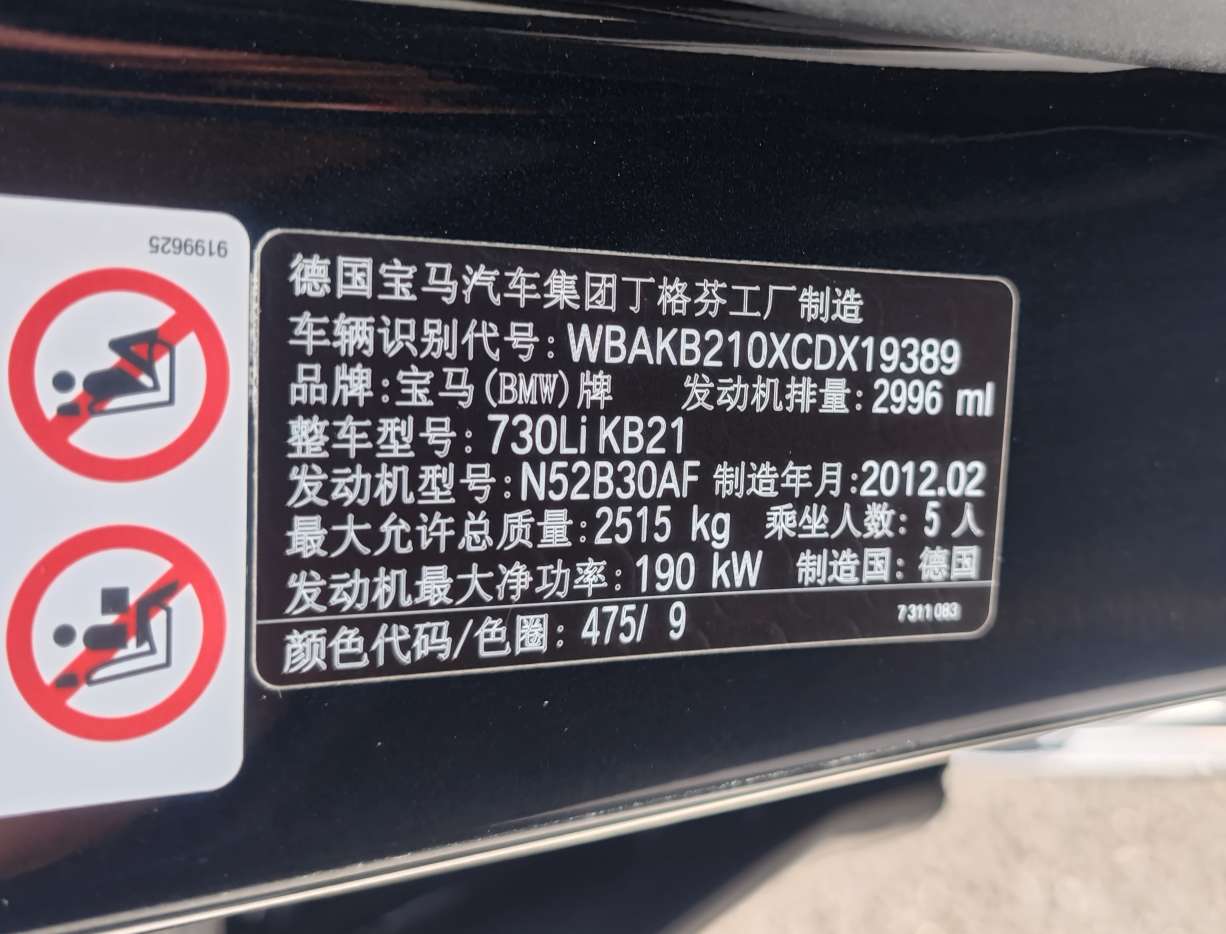 9199625
德国宝马汽车集团丁格芬工厂制造
车辆识别代号：WBAKB210XCDX19389
品牌：宝马(BMW)牌 发动机排量：2996 ml
整车型号：730Li KB21
发动机型号：N52B30AF 制造年月：2012.02
最大允许总质量：2515 kg 乘坐人数：5 人
发动机最大净功率：190 kW 制造国：德国
颜色代码/色圈：475/ 9 7311083